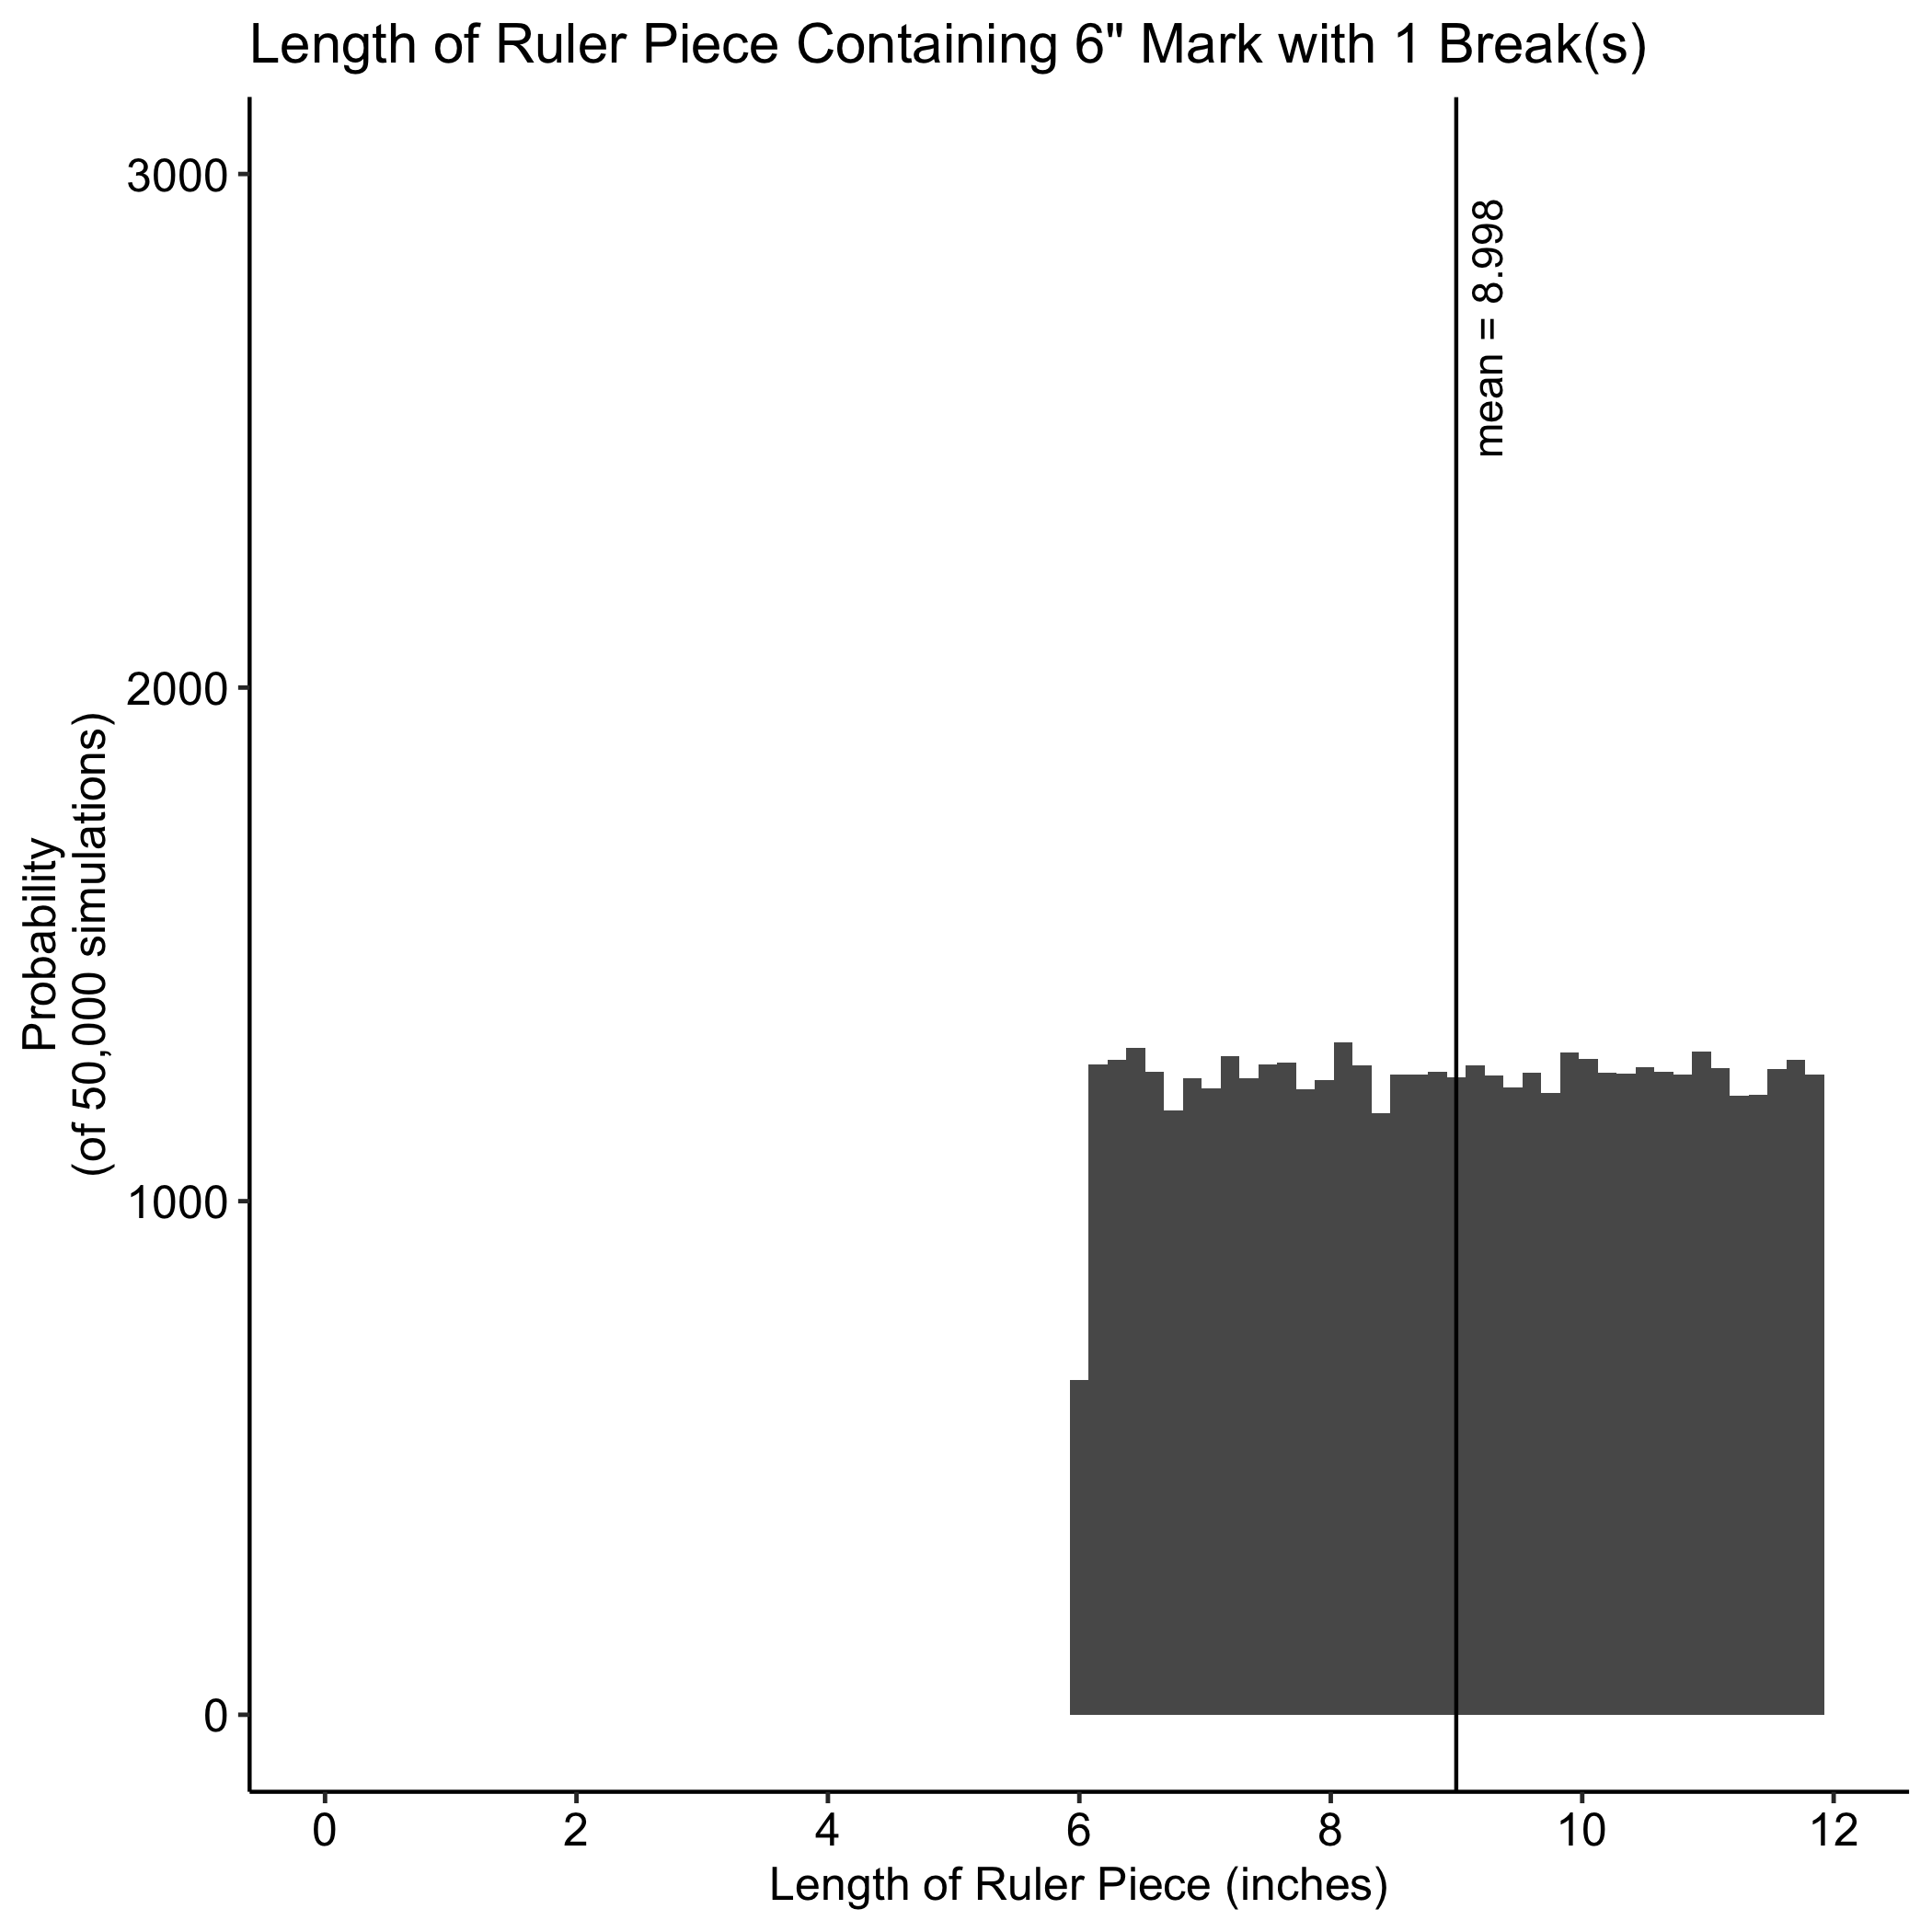 Length of Ruler Piece Containing 6" Mark with 1 Break(s)
3000
2000
1000
0
Probability
(of 50,000 simulations)
mean = 8.998
0 2 4 6 8 10 12
Length of Ruler Piece (inches)